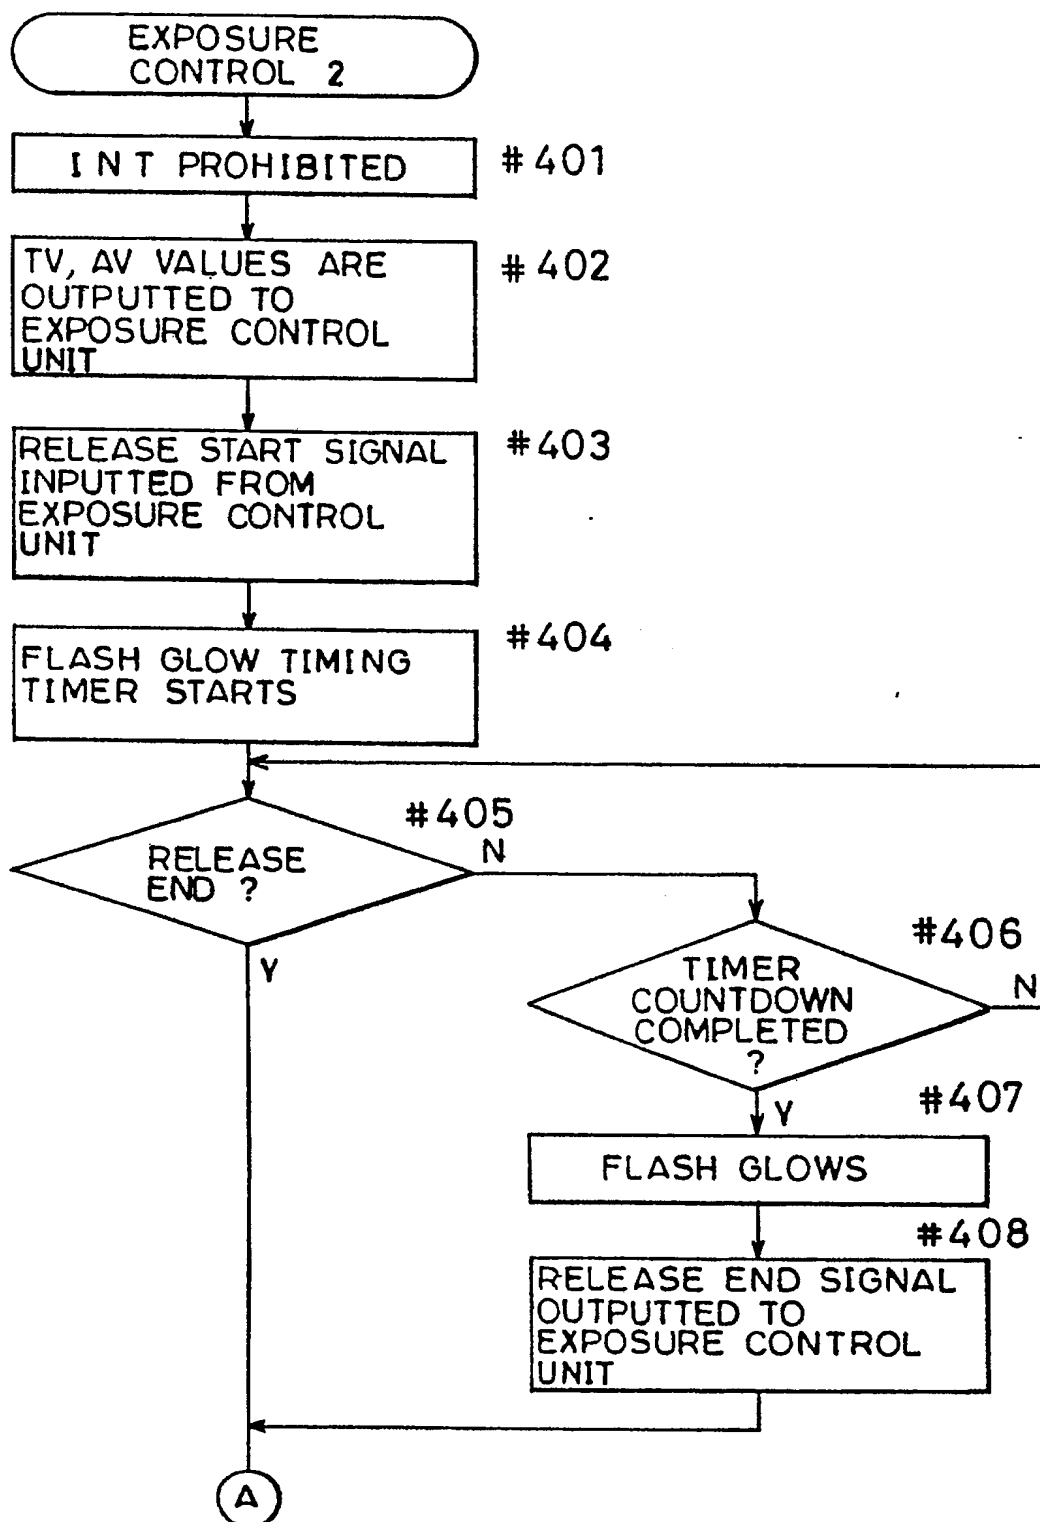 EXPOSURE
CONTROL 2
INT PROHIBITED
#401
TV, AV VALUES ARE
OUTPUTTED TO
EXPOSURE CONTROL
UNIT
#402
RELEASE START SIGNAL
INPUTTED FROM
EXPOSURE CONTROL
UNIT
#403
FLASH GLOW TIMING
TIMER STARTS
#404
RELEASE
END ?
#405
N
Y
TIMER
COUNTDOWN
COMPLETED
?
#406
N
Y
#407
FLASH GLOWS
#408
RELEASE END SIGNAL
OUTPUTTED TO
EXPOSURE CONTROL
UNIT
A